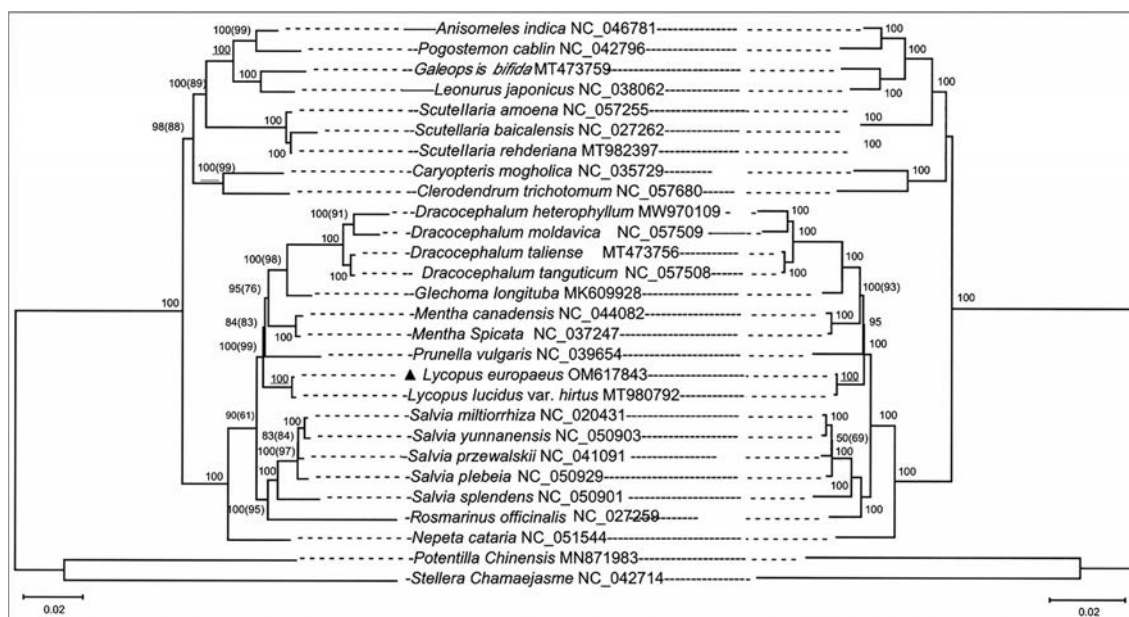 100(99) Anisomeles indica NC_046781 100
100 Pogostemon cablin NC_042796 100
Galeopsis bifida MT473759
100(89) 100 Leonurus japonicus NC_038062 100 100
100 Scutellaria amoena NC_057255 100
98(88) Scutellaria baicalensis NC_027262 100
100 Scutellaria rehderiana MT982397 100
100(99) Caryopteris mogholica NC_035729 100
Clerodendrum trichotomum NC_057680 100
100(91) Dracocephalum heterophyllum MW970109 100
100 Dracocephalum moldavica NC_057509 100
100(98) Dracocephalum taliense MT473756
100 Dracocephalum tanguticum NC_057508 100 100
95(76) Glechoma longituba MK609928 100 100(93)
84(83) Mentha canadensis NC_044082 100
100 Mentha Spicata NC_037247 100 95
100(99) Prunella vulgaris NC_039654 100
100 ▲ Lycopus europaeus OM617843 100
Lycopus lucidus var. hirtus MT980792
90(61) 100 Salvia miltiorrhiza NC_020431 100 100
83(84) Salvia yunnanensis NC_050903 50(69)
100(97) Salvia przewalskii NC_041091 100
100 100 Salvia plebeia NC_050929 100 100 100
Salvia splendens NC_050901 100
100(95) Rosmarinus officinalis NC_027259 100
Nepeta cataria NC_051544
Potentilla Chinensis MN871983
Stellera Chamaejasme NC_042714
0.02 0.02